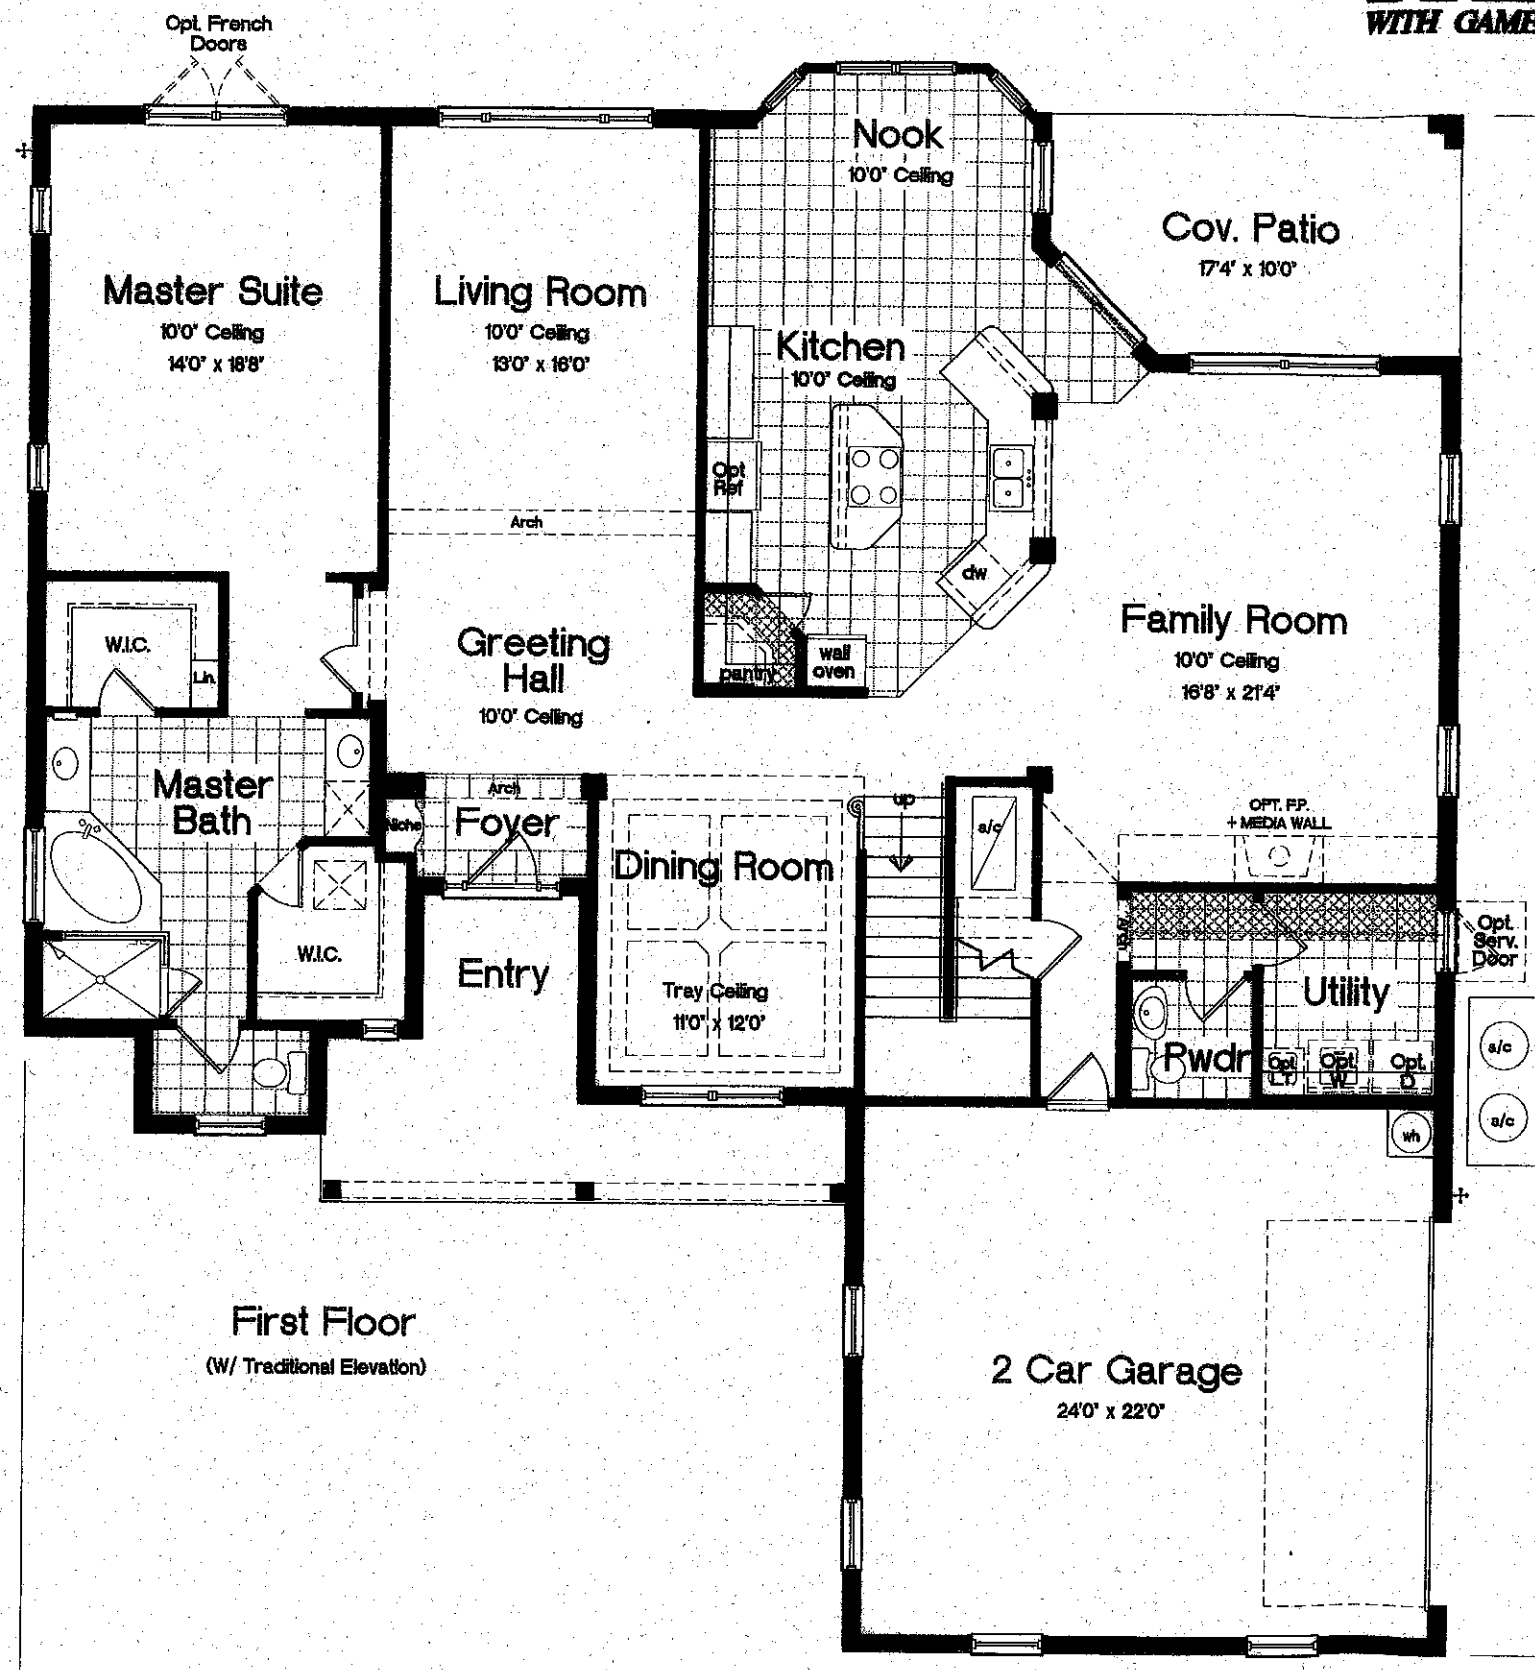 WITH GAME
Opt. French
Doors
Nook
10'0" Ceiling
Cov. Patio
17'4" x 10'0"
Master Suite
10'0" Ceiling
14'0" x 18'8"
Living Room
10'0" Ceiling
13'0" x 16'0"
Kitchen
10'0" Ceiling
Opt
Ref
Arch
dw
Family Room
10'0" Ceiling
16'8" x 21'4"
W.I.C.
Lin.
Greeting
Hall
10'0" Ceiling
pantry
wall
oven
Master
Bath
Arch
Niche
Foyer
Dining Room
Tray Ceiling
11'0" x 12'0"
up
a/c
OPT. F.P.
+ MEDIA WALL
W.I.C.
Entry
Arch
Utility
Opt.
Serv.
Door
Pwdr
Opt
LT
Opt.
W
Opt.
D
a/c
a/c
wh
First Floor
(W/ Traditional Elevation)
2 Car Garage
24'0" x 22'0"